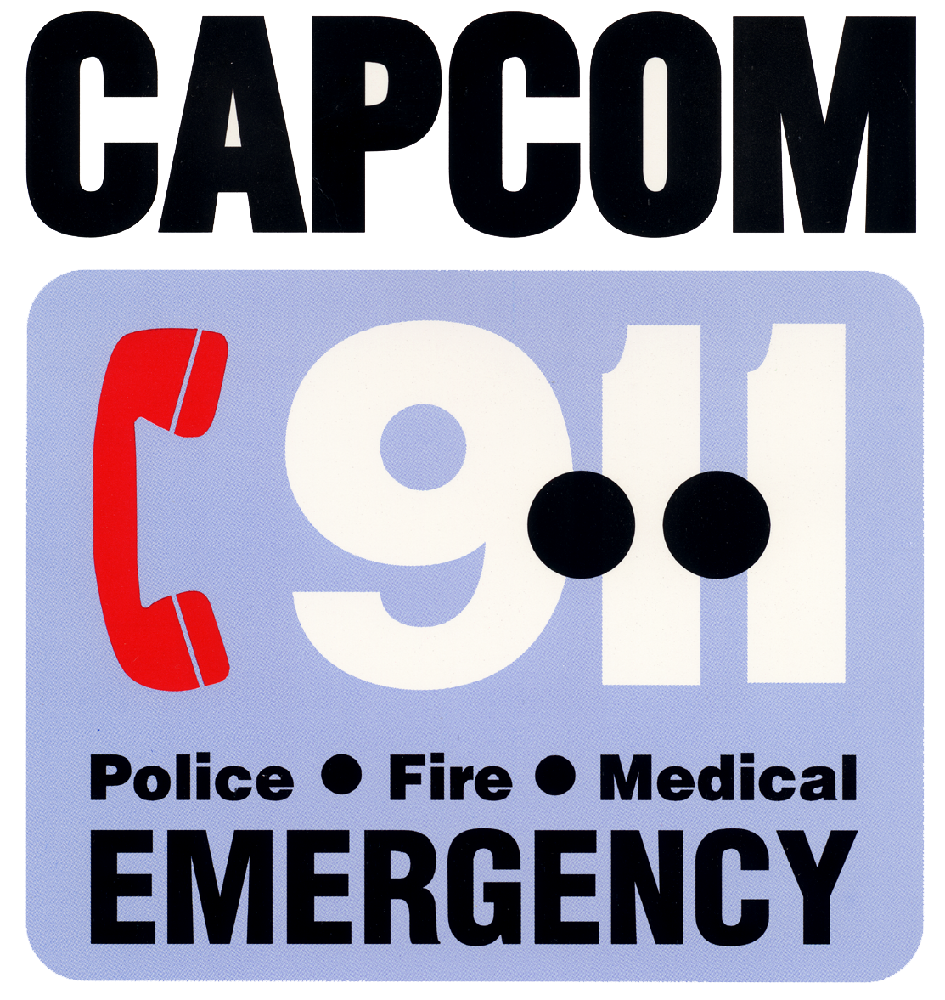 CAPCOM
911
Police ● Fire ● Medical
EMERGENCY